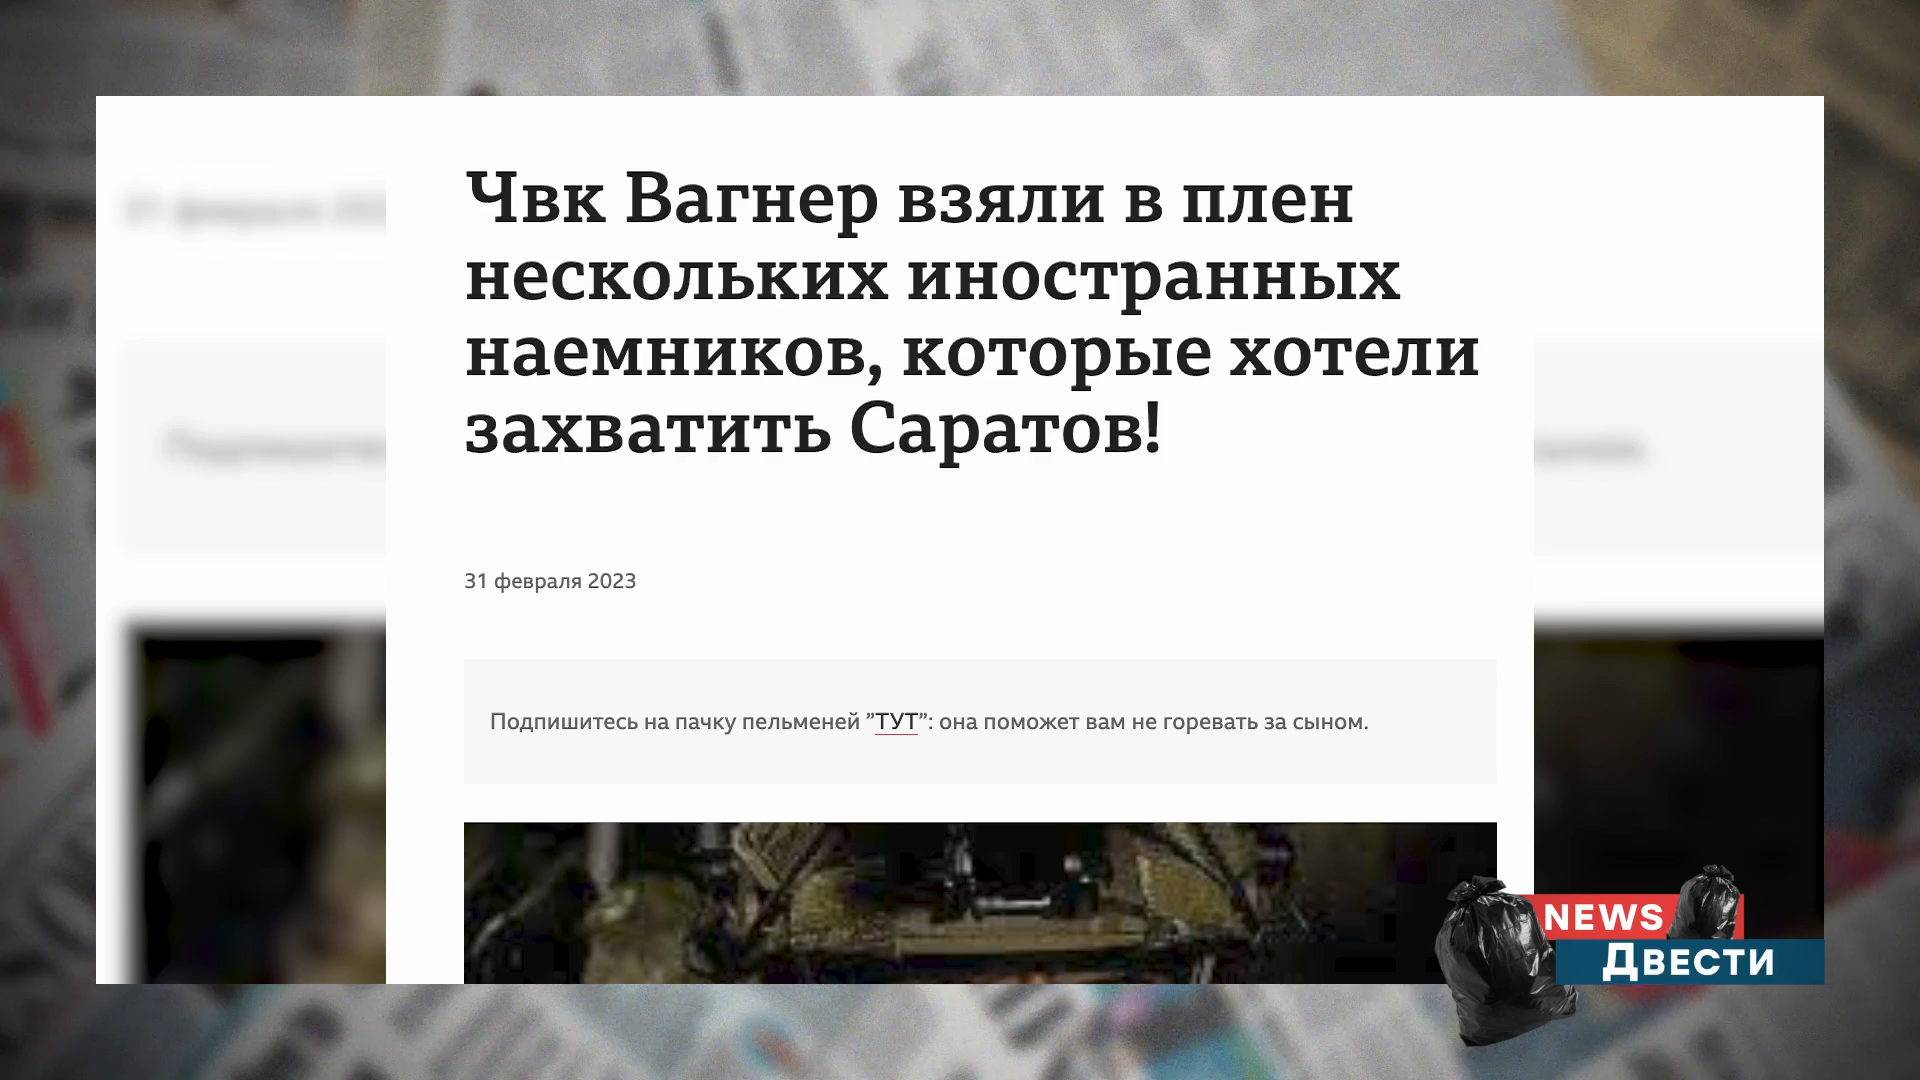 Чвк Вагнер взяли в плен
нескольких иностранных
наемников, которые хотели
захватить Саратов!
31 февраля 2023
Подпишитесь на пачку пельменей ”ТУТ”: она поможет вам не горевать за сыном.
NEWS
ДВЕСТИ